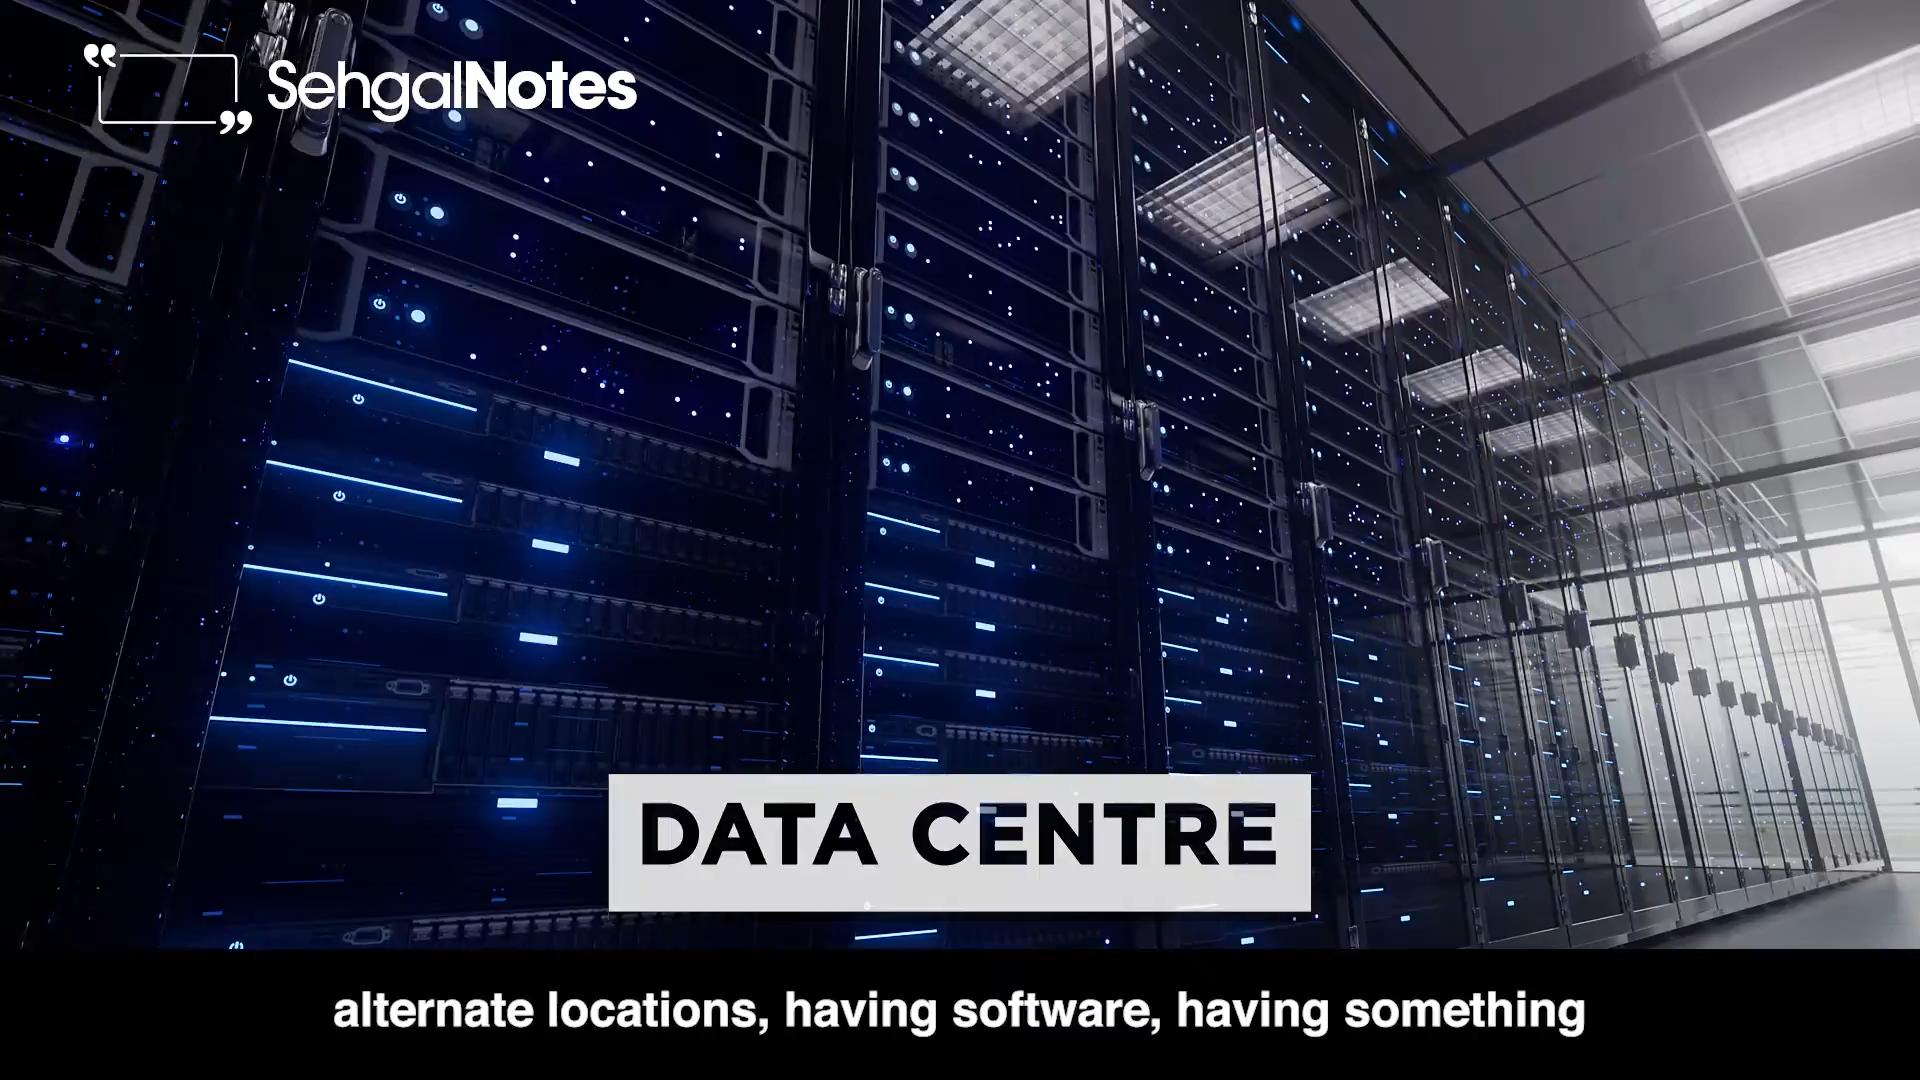 SehgalNotes
DATA CENTRE
alternate locations, having software, having something